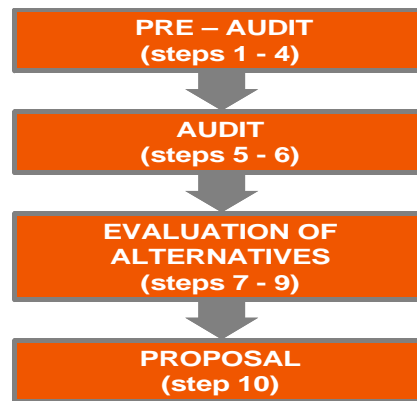 PRE – AUDIT
(steps 1 - 4)
AUDIT
(steps 5 - 6)
EVALUATION OF
ALTERNATIVES
(steps 7 - 9)
PROPOSAL
(step 10)